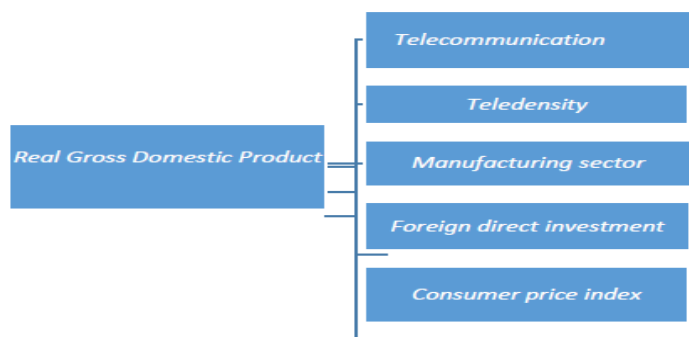 Telecommunication
Teledensity
Real Gross Domestic Product
Manufacturing sector
Foreign direct investment
Consumer price index